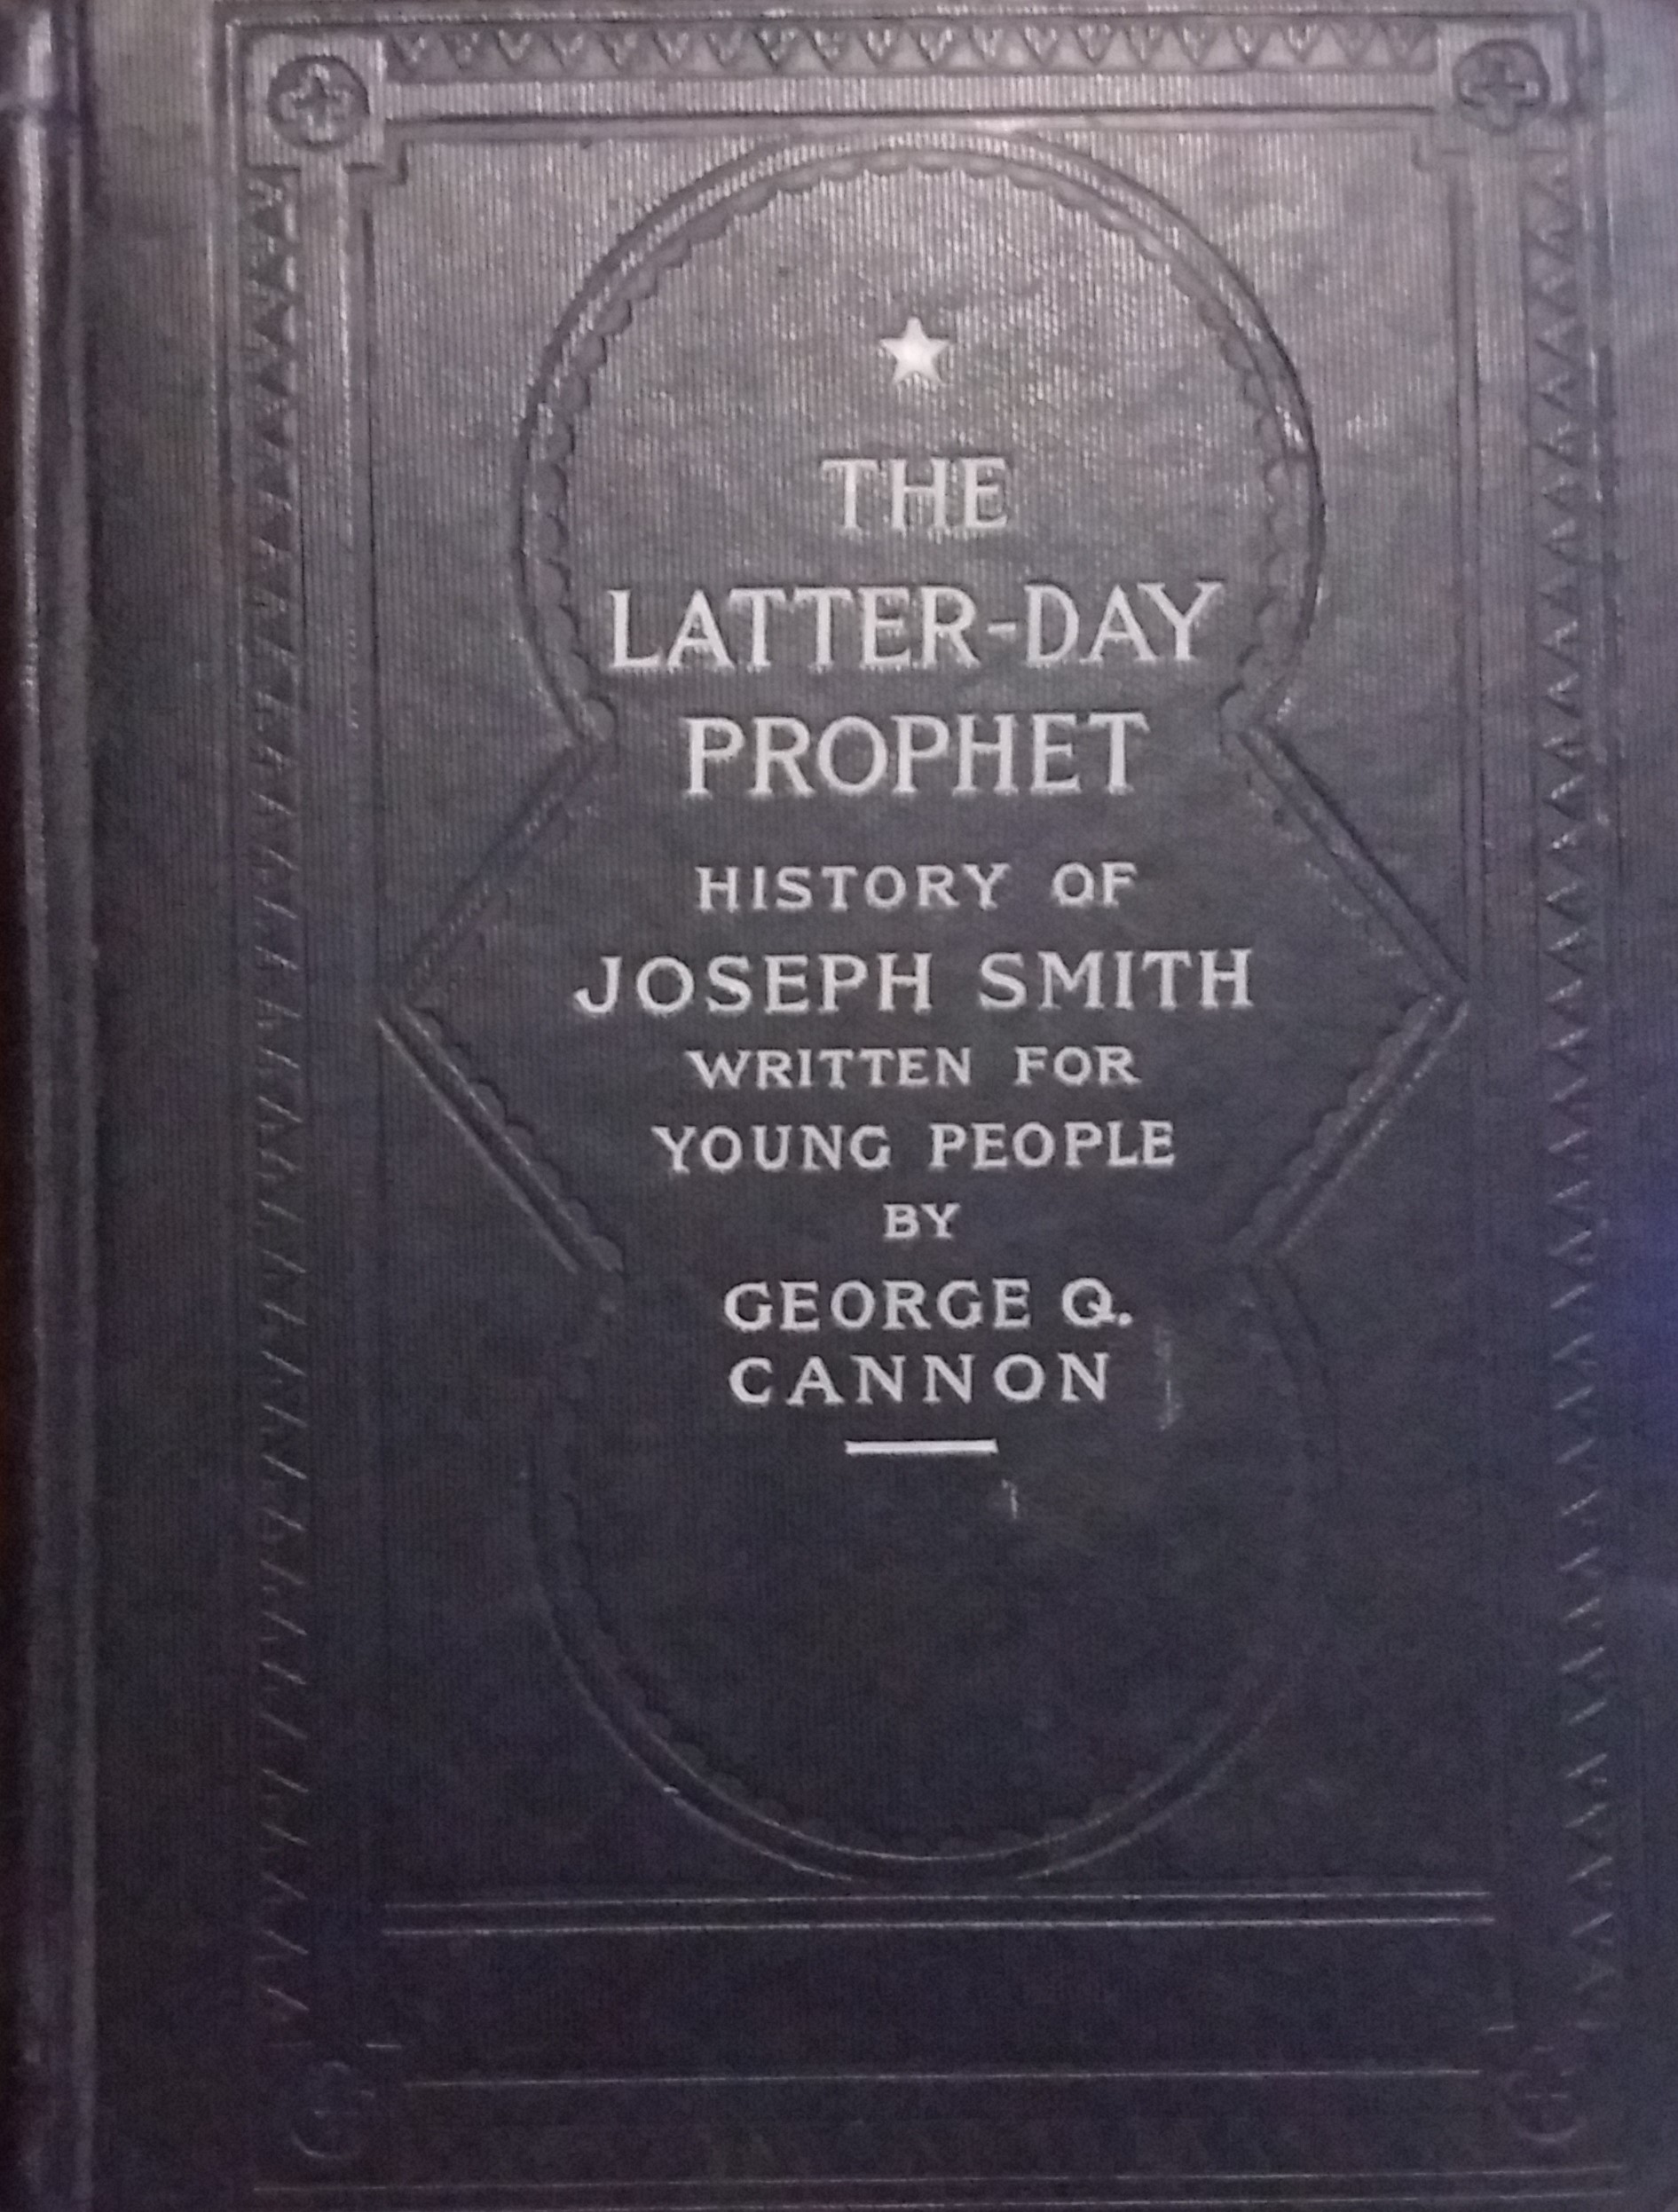 THE
LATTER-DAY
PROPHET
HISTORY OF
JOSEPH SMITH
WRITTEN FOR
YOUNG PEOPLE
BY
GEORGE Q.
CANNON